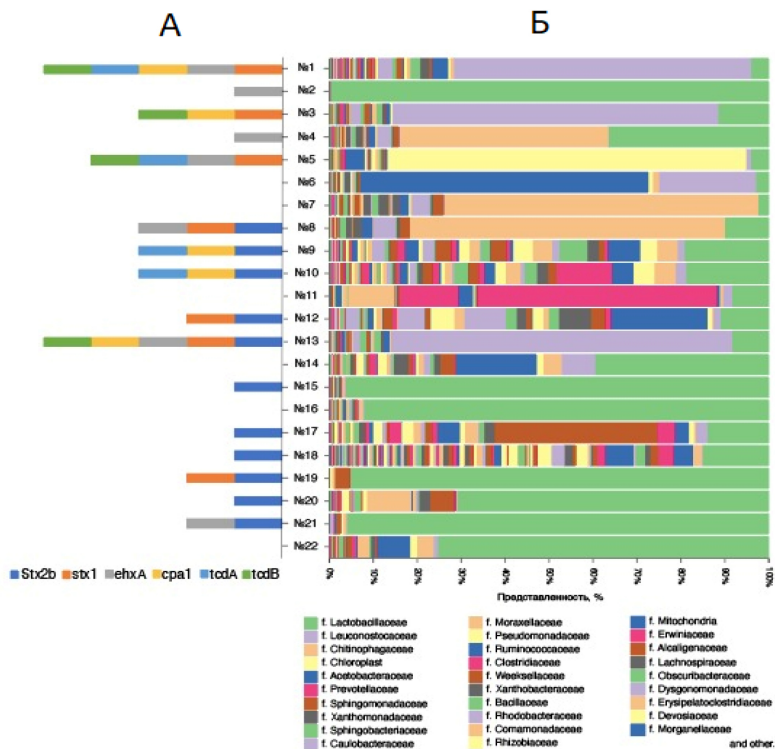 А Б
№1
№2
№3
№4
№5
№6
№7
№8
№9
№10
№11
№12
№13
№14
№15
№16
№17
№18
№19
№20
№21
№22
Stx2b stx1 ehxA cpa1 tcdA tcdB
0% 10% 20% 30% 40% 50% 60% 70% 80% 90% 100%
Предтавленность, %
f. Lactobacillaceae
f. Leuconostocaceae
f. Chitinophagaceae
f. Chloroplast
f. Acetobacteraceae
f. Prevotellaceae
f. Sphingomonadaceae
f. Xanthomonadaceae
f. Sphingobacteriaceae
f. Caulobacteraceae
f. Moraxellaceae
f. Pseudomonadaceae
f. Ruminococcaceae
f. Clostridiaceae
f. Weeksellaceae
f. Xanthobacteraceae
f. Bacillaceae
f. Rhodobacteraceae
f. Comamonadaceae
f. Rhizobiaceae
f. Mitochondria
f. Erwiniaceae
f. Alcaligenaceae
f. Lachnospiraceae
f. Obscuribacteraceae
f. Dysgonomonadaceae
f. Erysipelatoclostridiaceae
f. Devosiaceae
f. Morganellaceae
and other.